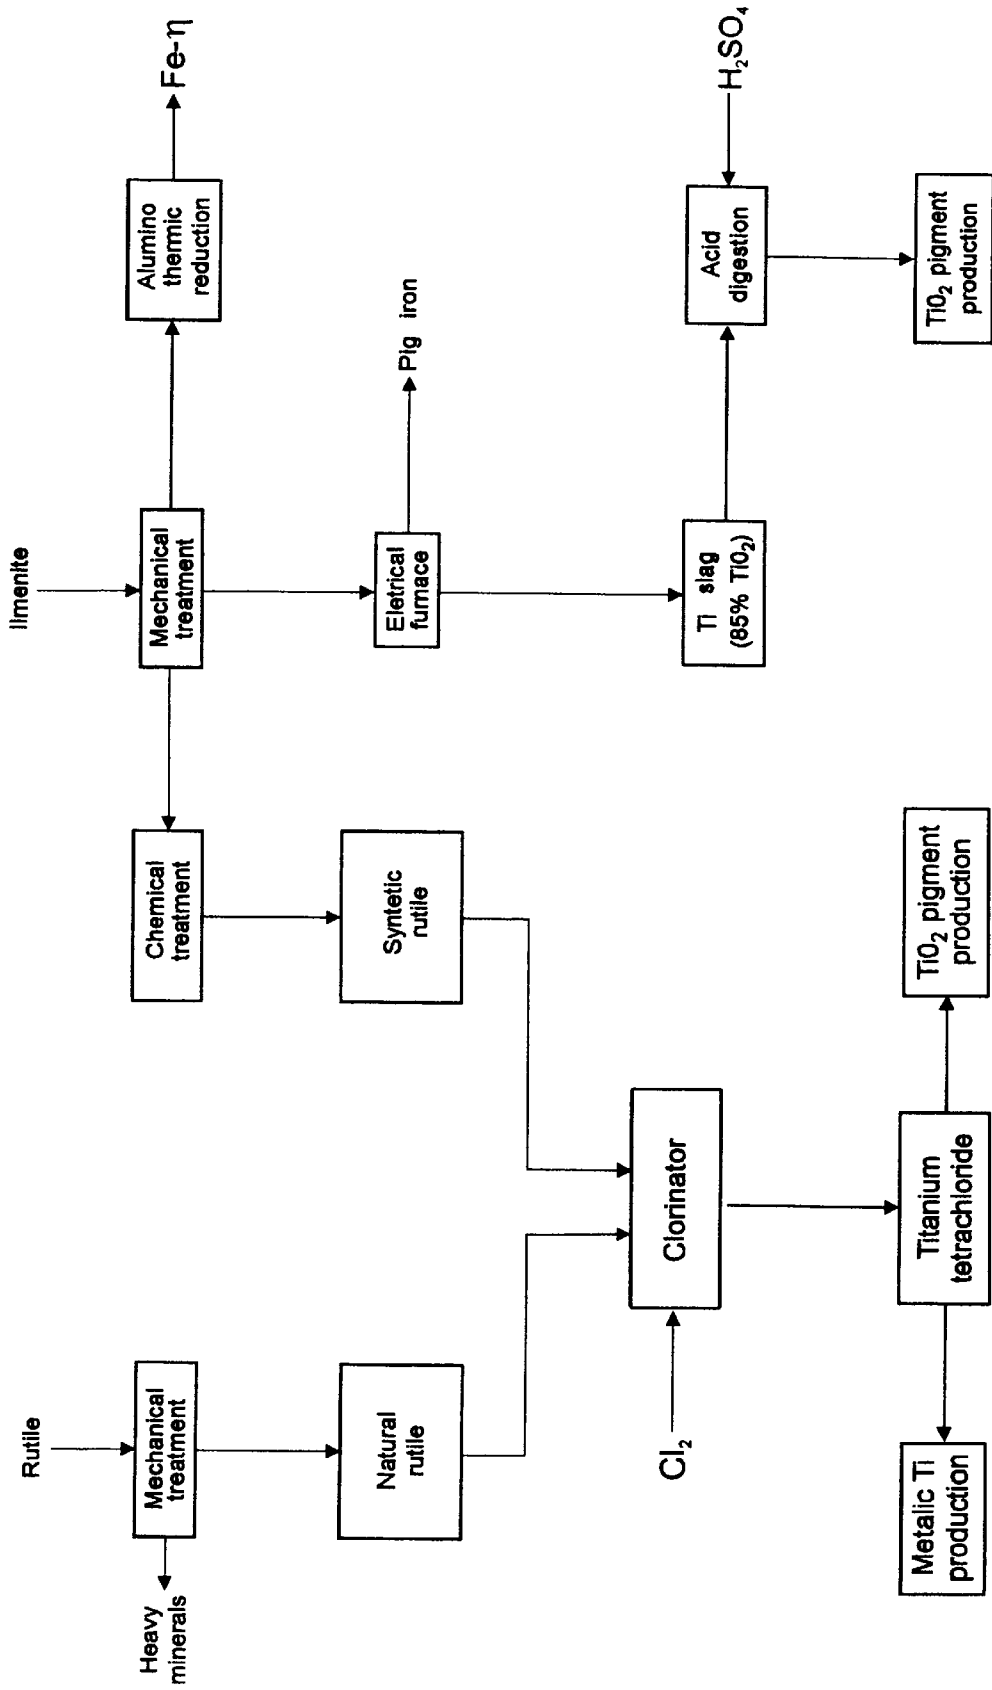 Rutile
Ilmenite
Heavy
minerals
Mechanical
treatment
Chemical
treatment
Mechanical
treatment
Alumino
thermic
reduction
Fe-η
Natural
rutile
Syntetic
rutile
Eletrical
furnace
Pig iron
Cl₂
Clorinator
Ti slag
(85% TiO₂)
Acid
digestion
H₂SO₄
Metalic Ti
production
Titanium
tetrachloride
TiO₂ pigment
production
TiO₂ pigment
production